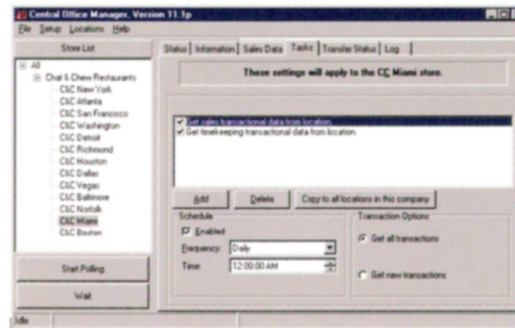 Central Office Manager, Version 11.1p
File Setup Locations Help
Store List
All
Chat & Chew Restaurants
C&C New York
C&C Atlanta
C&C San Francisco
C&C Washington
C&C Detroit
C&C Richmond
C&C Houston
C&C Dallas
C&C Vegas
C&C Baltimore
C&C Norfolk
C&C Miami
C&C Boston
Start Polling
Wait
Status Information Sales Data Tasks Transfer Status Log
These settings will apply to the CC Miami store.
Get sales transactional data from location
Get timekeeping transactional data from location
Add Delete Copy to all locations in this company
Schedule
Enabled
Frequency: Daily
Time: 12:00:00 AM
Transaction Options
Get all transactions
Get new transactions
Idle